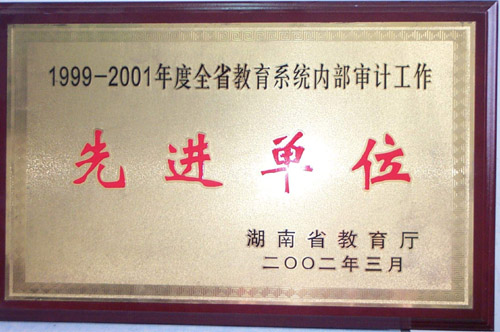 1999-2001年度全省教育系统内部审计工作
先进单位
湖南省教育厅
二〇〇二年三月